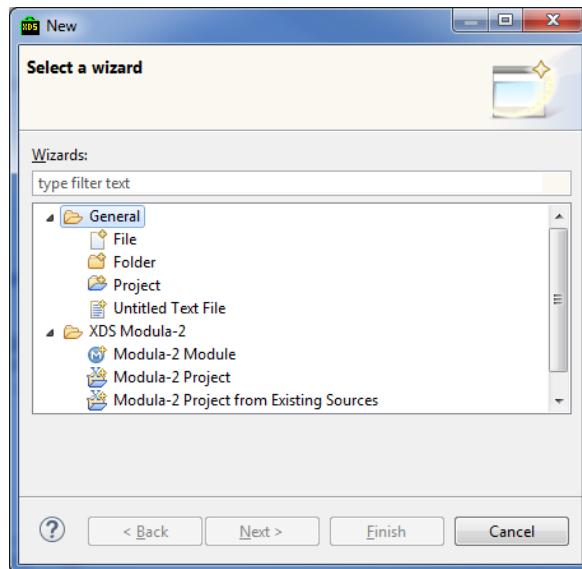 XDS New
Select a wizard
Wizards:
type filter text
General
File
Folder
Project
Untitled Text File
XDS Modula-2
Modula-2 Module
Modula-2 Project
Modula-2 Project from Existing Sources
? < Back Next > Finish Cancel